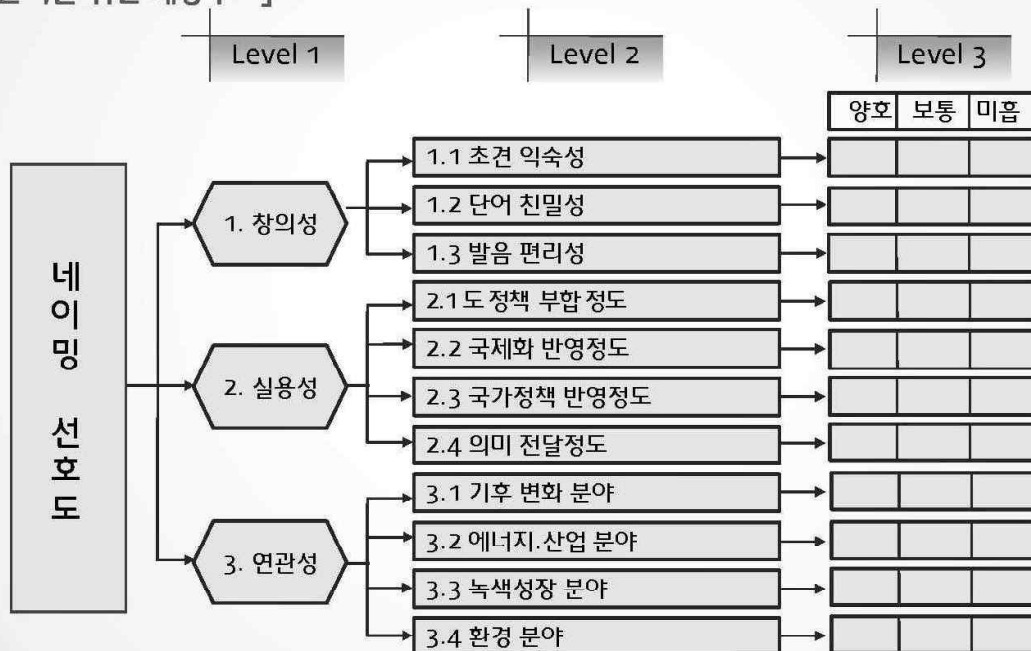 Level 1
Level 2
Level 3
양호 보통 미흡
네이밍 선호도
1. 창의성
1.1 초견 익숙성
1.2 단어 친밀성
1.3 발음 편리성
2. 실용성
2.1 도 정책 부합 정도
2.2 국제화 반영정도
2.3 국가정책 반영정도
2.4 의미 전달정도
3. 연관성
3.1 기후 변화 분야
3.2 에너지.산업 분야
3.3 녹색성장 분야
3.4 환경 분야